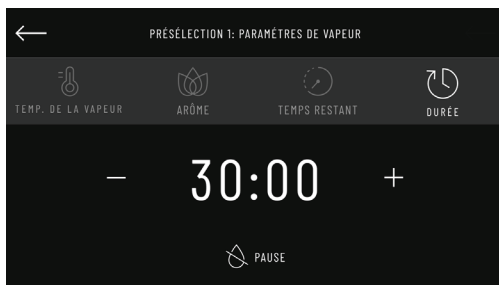 PRÉSÉLECTION 1: PARAMÉTRES DE VAPEUR
TEMP. DE LA VAPEUR
ARÔME
TEMPS RESTANT
DURÉE
− 30:00 +
PAUSE